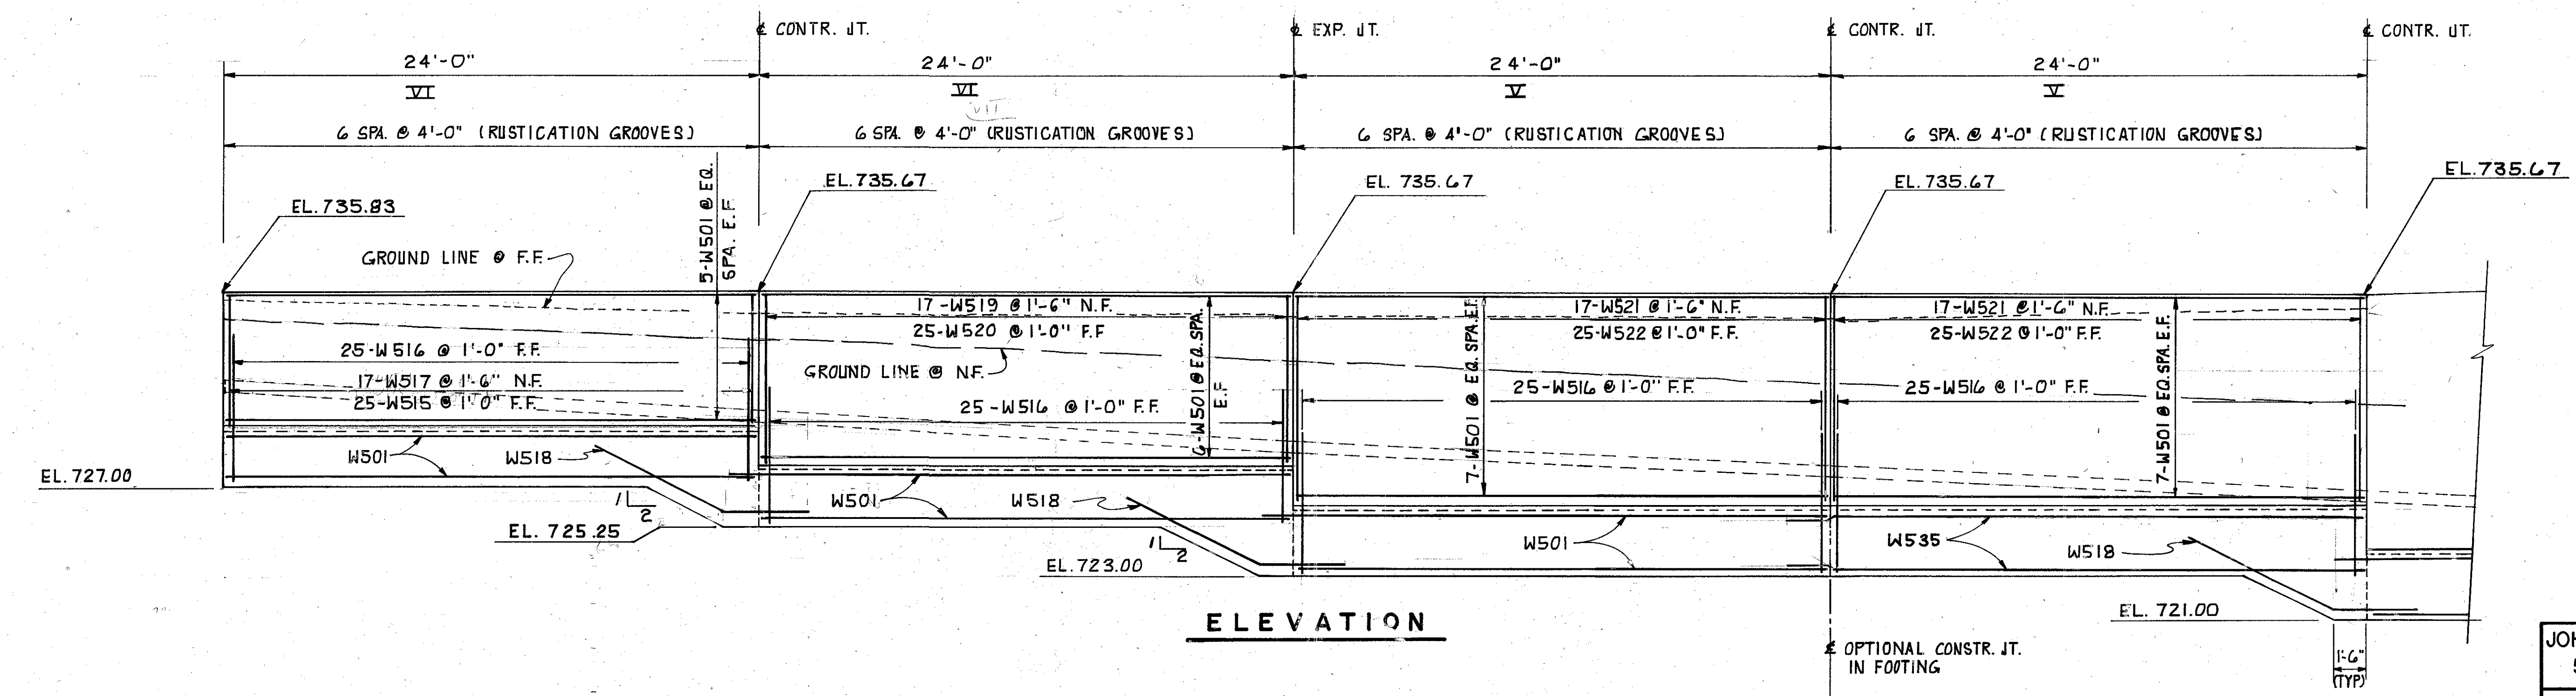 ℄ CONTR. JT.
℄ EXP. JT.
℄ CONTR. JT.
℄ CONTR. JT.
24'-0"
24'-0"
24'-0"
24'-0"
VI
VI
V
V
VII
6 SPA. @ 4'-0" (RUSTICATION GROOVES)
6 SPA. @ 4'-0" (RUSTICATION GROOVES)
6 SPA. @ 4'-0" (RUSTICATION GROOVES)
6 SPA. @ 4'-0" (RUSTICATION GROOVES)
EL. 735.83
EL. 735.67
EL. 735.67
EL. 735.67
EL. 735.67
5-W501 @ EQ.
SPA. E.F.
GROUND LINE @ F.F.
17-W519 @ 1'-6" N.F.
25-W520 @ 1'-0" F.F
17-W521 @ 1'-6" N.F.
25-W522 @ 1'-0" F.F.
17-W521 @ 1'-6" N.F.
25-W522 @ 1'-0" F.F.
25-W516 @ 1'-0" F.F.
17-W517 @ 1'-6" N.F.
25-W515 @ 1'0" F.F.
GROUND LINE @ N.F.
25-W516 @ 1'-0" F.F.
6-W501 @ EQ. SPA.
E.F.
7-W501 @ EQ. SPA. E.F.
25-W516 @ 1'-0" F.F.
25-W516 @ 1'-0" F.F.
7-W501 @ EQ. SPA. E.F.
W501
W518
EL. 727.00
1
2
EL. 725.25
W501
W518
1
2
EL. 723.00
W501
W535
W518
EL. 721.00
ELEVATION
℄ OPTIONAL CONSTR. JT.
IN FOOTING
1'-6"
(TYP)